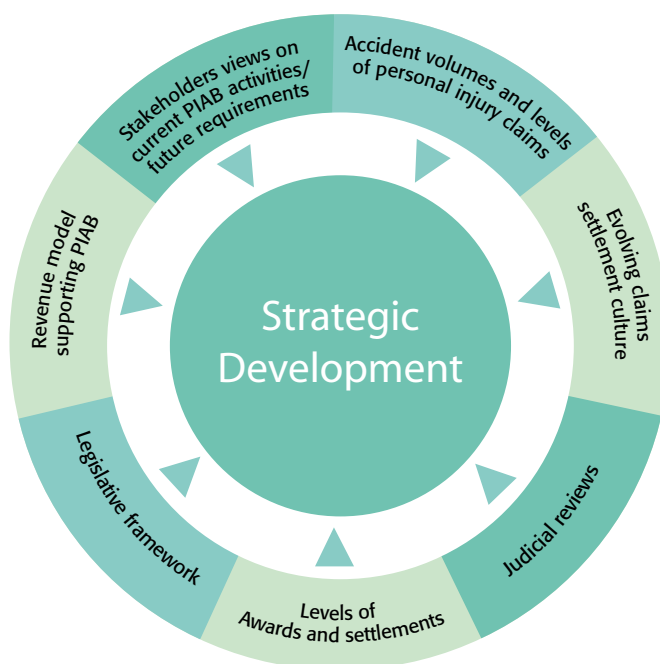 Stakeholders views on
current PIAB activities/
future requirements
Accident volumes and levels
of personal injury claims
Evolving claims
settlement culture
Judicial reviews
Levels of
Awards and settlements
Legislative framework
Revenue model
supporting PIAB
Strategic
Development